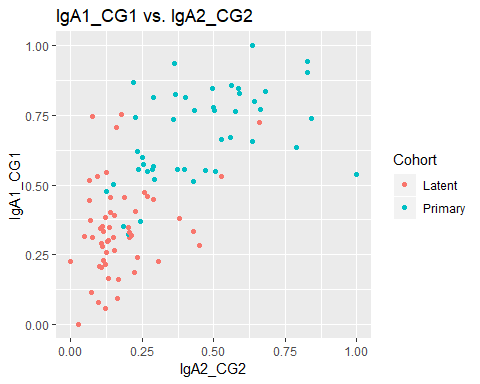 IgA1_CG1 vs. IgA2_CG2
1.00
0.75
0.50
0.25
0.00
IgA1_CG1
0.00 0.25 0.50 0.75 1.00
IgA2_CG2
Cohort
Latent
Primary